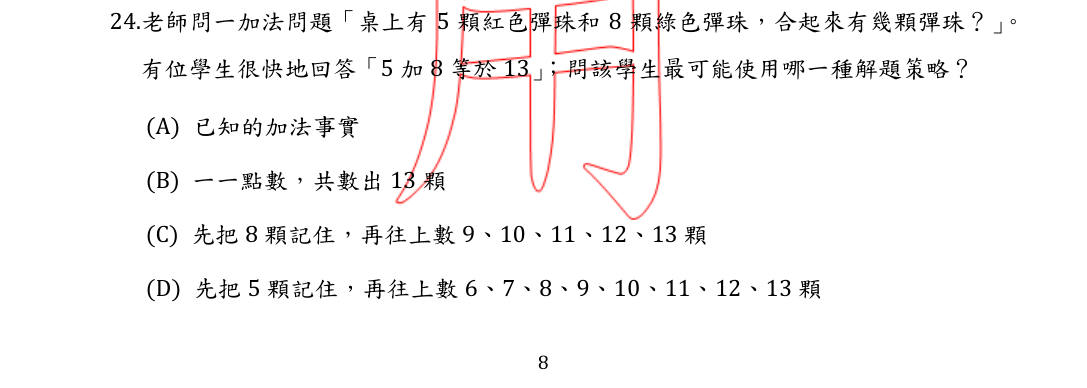 24.老師問一加法問題「桌上有 5 顆紅色彈珠和 8 顆綠色彈珠，合起來有幾顆彈珠？」。
有位學生很快地回答「5 加 8 等於 13」；問該學生最可能使用哪一種解題策略？
(A) 已知的加法事實
(B) 一一點數，共數出 13 顆
(C) 先把 8 顆記住，再往上數 9、10、11、12、13 顆
(D) 先把 5 顆記住，再往上數 6、7、8、9、10、11、12、13 顆
用
8